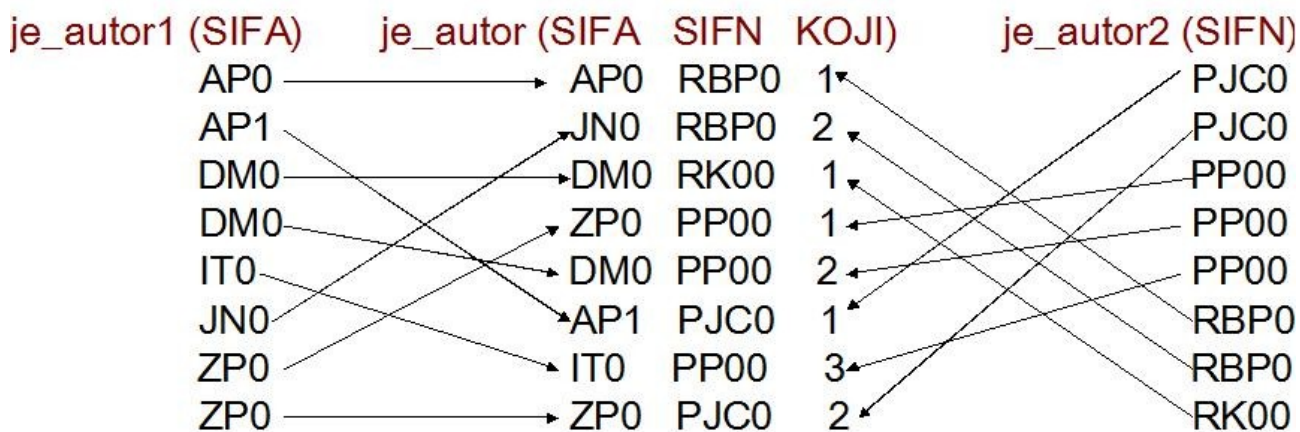 je_autor1 (SIFA) je_autor (SIFA SIFN KOJI) je_autor2 (SIFN)
AP0 AP0 RBP0 1 PJC0
AP1 JN0 RBP0 2 PJC0
DM0 DM0 RK00 1 PP00
DM0 ZP0 PP00 1 PP00
IT0 DM0 PP00 2 PP00
JN0 AP1 PJC0 1 RBP0
ZP0 IT0 PP00 3 RBP0
ZP0 ZP0 PJC0 2 RK00